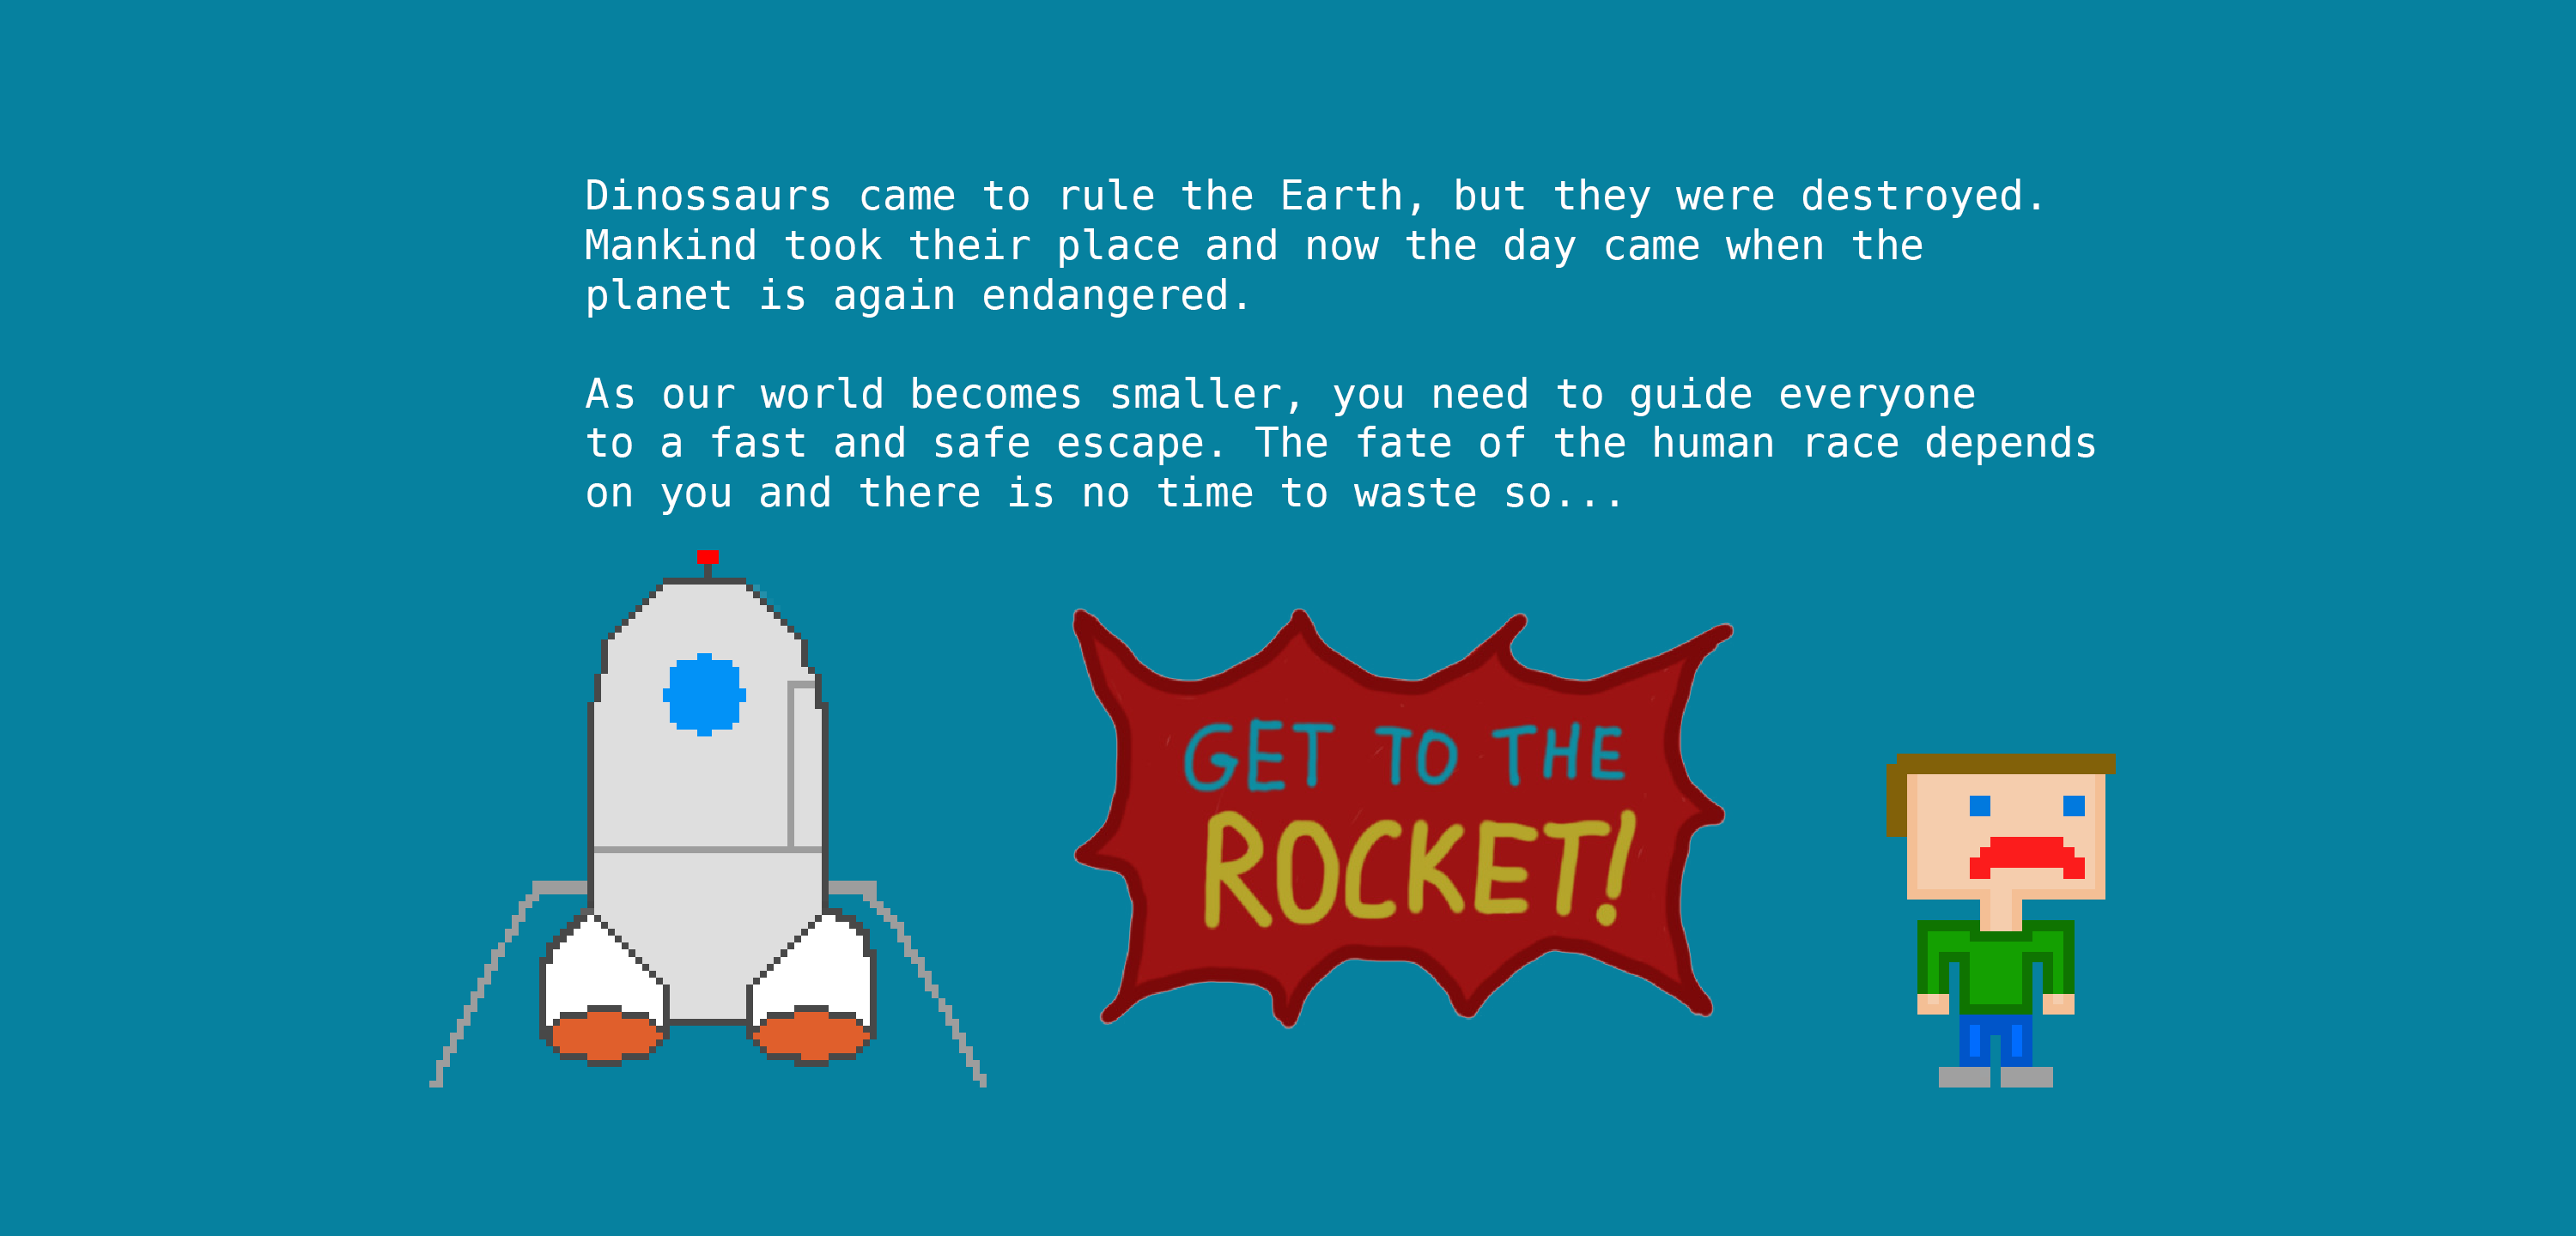 Dinossaurs came to rule the Earth, but they were destroyed.
Mankind took their place and now the day came when the
planet is again endangered.
As our world becomes smaller, you need to guide everyone
to a fast and safe escape. The fate of the human race depends
on you and there is no time to waste so...
GET TO THE
ROCKET!